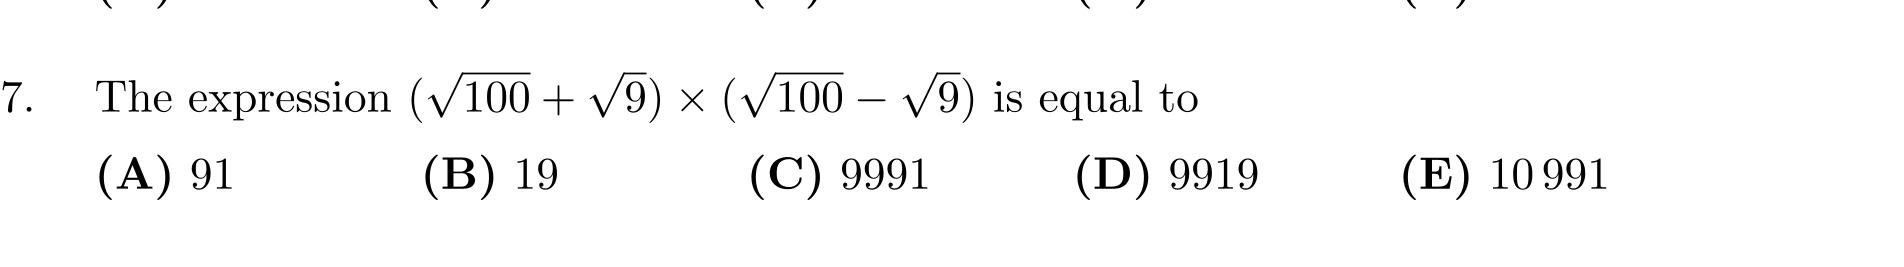 7. The expression (√100 + √9) × (√100 − √9) is equal to
(A) 91 (B) 19 (C) 9991 (D) 9919 (E) 10 991